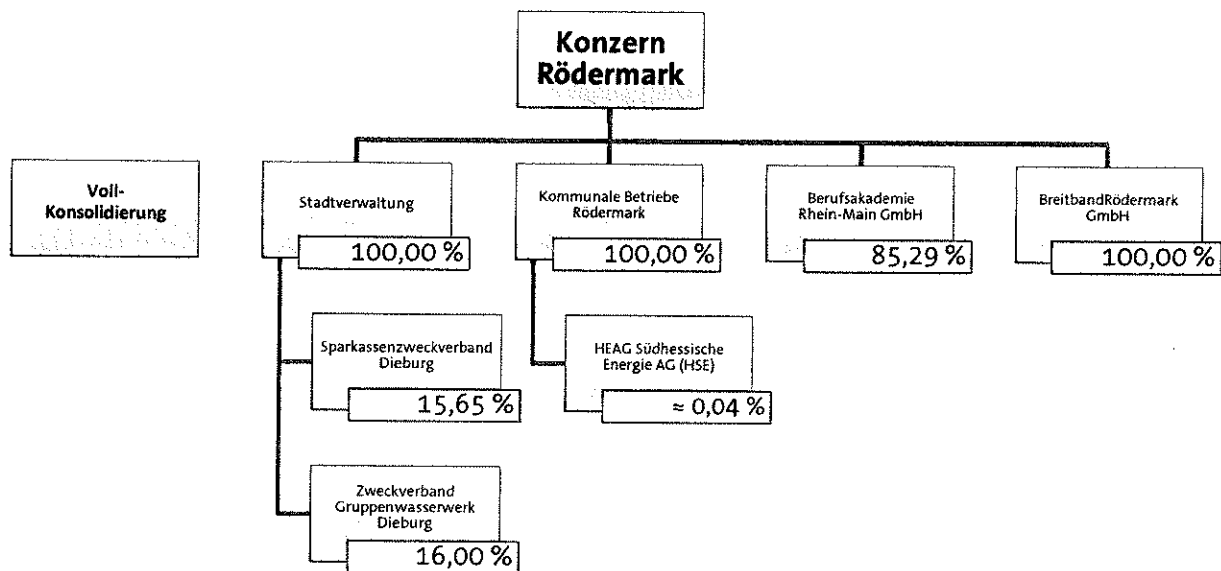 Konzern
Rödermark
Voll-
Konsolidierung
Stadtverwaltung
100,00 %
Kommunale Betriebe
Rödermark
100,00 %
Berufsakademie
Rhein-Main GmbH
85,29 %
BreitbandRödermark
GmbH
100,00 %
Sparkassenzweckverband
Dieburg
15,65 %
HEAG Südhessische
Energie AG (HSE)
≈ 0,04 %
Zweckverband
Gruppenwasserwerk
Dieburg
16,00 %